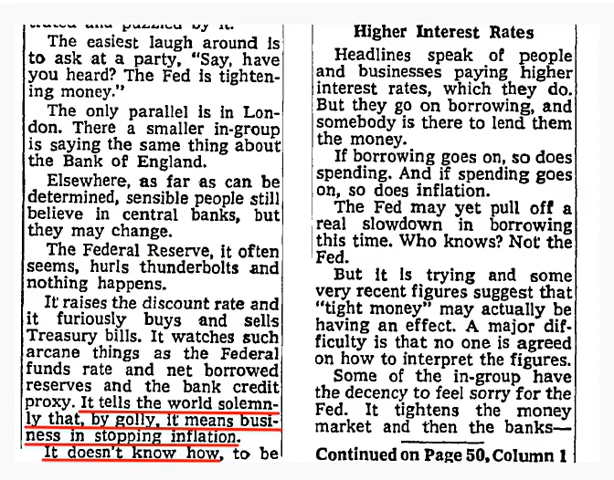 The easiest laugh around is
to ask at a party, "Say, have
you heard? The Fed is tighten-
ing money."
The only parallel is in Lon-
don. There a smaller in-group
is saying the same thing about
the Bank of England.
Elsewhere, as far as can be
determined, sensible people still
believe in central banks, but
they may change.
The Federal Reserve, it often
seems, hurls thunderbolts and
nothing happens.
It raises the discount rate and
it furiously buys and sells
Treasury bills. It watches such
arcane things as the Federal
funds rate and net borrowed
reserves and the bank credit
proxy. It tells the world solemn-
ly that, by golly, it means busi-
ness in stopping inflation.
It doesn't know how, to be
Higher Interest Rates
Headlines speak of people
and businesses paying higher
interest rates, which they do.
But they go on borrowing, and
somebody is there to lend them
the money.
If borrowing goes on, so does
spending. And if spending goes
on, so does inflation.
The Fed may yet pull off a
real slowdown in borrowing
this time. Who knows? Not the
Fed.
But it is trying and some
very recent figures suggest that
"tight money" may actually be
having an effect. A major dif-
ficulty is that no one is agreed
on how to interpret the figures.
Some of the in-group have
the decency to feel sorry for the
Fed. It tightens the money
market and then the banks—
Continued on Page 50, Column 1